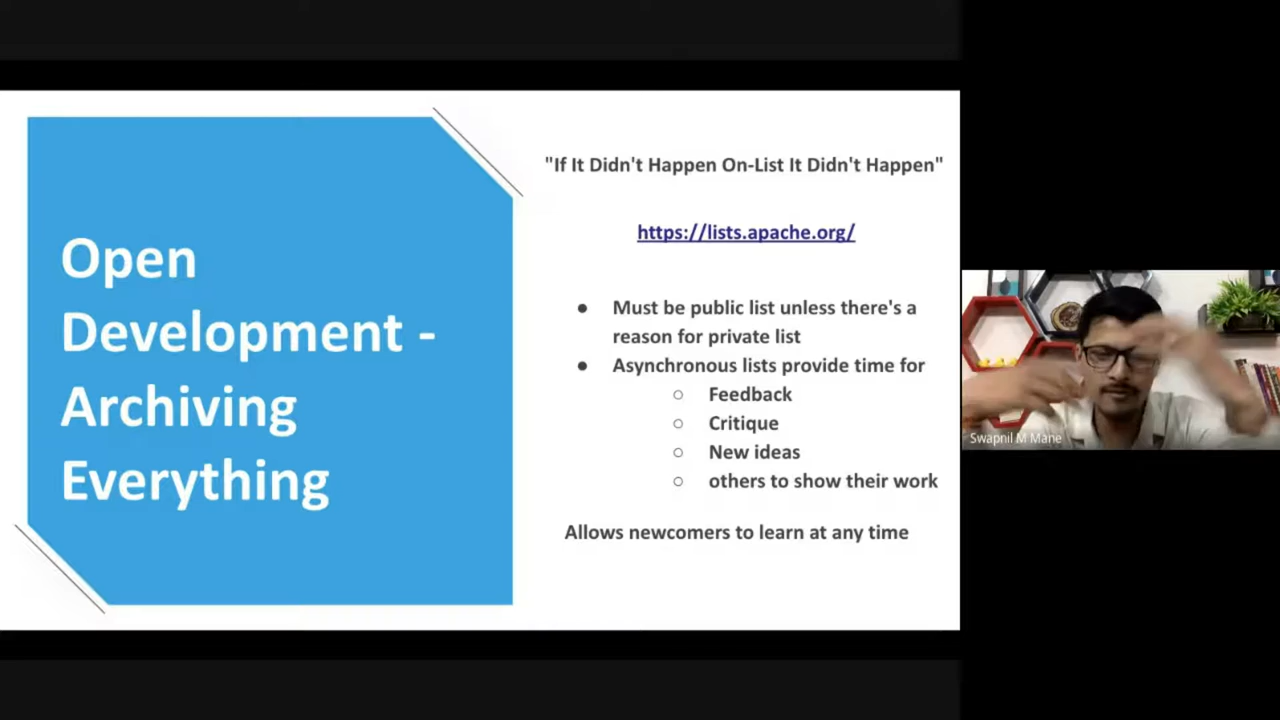 Open
Development -
Archiving
Everything
"If It Didn't Happen On-List It Didn't Happen"
https://lists.apache.org/
● Must be public list unless there's a
reason for private list
● Asynchronous lists provide time for
○ Feedback
○ Critique
○ New ideas
○ others to show their work
Allows newcomers to learn at any time
Swapnil M Mane